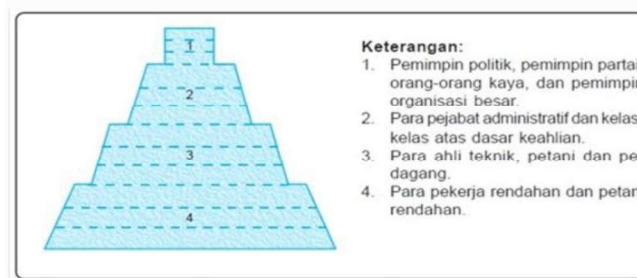 1
2
3
4
Keterangan:
1. Pemimpin politik, pemimpin partai
orang-orang kaya, dan pemimpin
organisasi besar.
2. Para pejabat administratif dan kelas
kelas atas dasar keahlian.
3. Para ahli teknik, petani dan pe
dagang.
4. Para pekerja rendahan dan petan
rendahan.